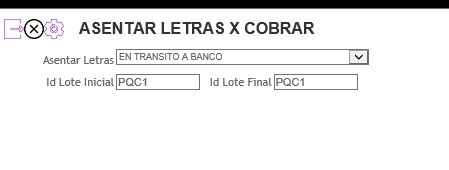 ASENTAR LETRAS X COBRAR
Asentar Letras EN TRANSITO A BANCO
Id Lote Inicial PQC1 Id Lote Final PQC1